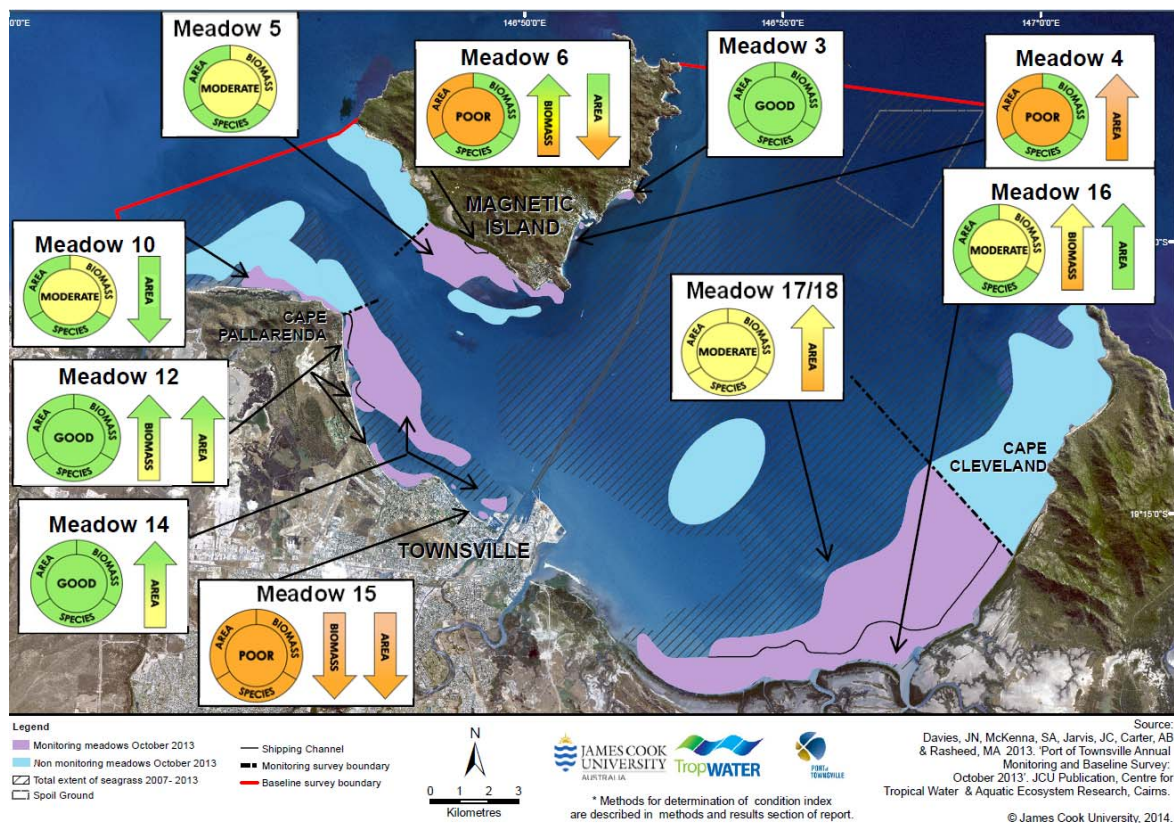 0°0'E
146°50'0"E
146°55'0"E
147°0'0"E
Meadow 5
AREA
BIOMASS
MODERATE
SPECIES
Meadow 6
AREA
BIOMASS
POOR
SPECIES
BIOMASS
AREA
Meadow 3
AREA
BIOMASS
GOOD
SPECIES
Meadow 4
AREA
BIOMASS
POOR
SPECIES
AREA
MAGNETIC
ISLAND
Meadow 16
AREA
BIOMASS
MODERATE
SPECIES
BIOMASS
AREA
Meadow 10
AREA
BIOMASS
MODERATE
SPECIES
AREA
CAPE
PALLARENDA
Meadow 17/18
AREA
BIOMASS
MODERATE
SPECIES
AREA
Meadow 12
AREA
BIOMASS
GOOD
SPECIES
BIOMASS
AREA
CAPE
CLEVELAND
Meadow 14
AREA
BIOMASS
GOOD
SPECIES
AREA
19°15'0"S
TOWNSVILLE
Meadow 15
AREA
BIOMASS
POOR
SPECIES
BIOMASS
AREA
Legend
Monitoring meadows October 2013
Non monitoring meadows October 2013
Total extent of seagrass 2007- 2013
Spoil Ground
Shipping Channel
Monitoring survey boundary
Baseline survey boundary
N
0 1 2 3
Kilometres
JAMES COOK
UNIVERSITY
AUSTRALIA
TropWATER
PORT of
TOWNSVILLE
* Methods for determination of condition index
are described in methods and results section of report.
Source:
Davies, JN, McKenna, SA, Jarvis, JC, Carter, AB
& Rasheed, MA 2013. 'Port of Townsville Annual
Monitoring and Baseline Survey:
October 2013'. JCU Publication, Centre for
Tropical Water & Aquatic Ecosystem Research, Cairns.
© James Cook University, 2014.